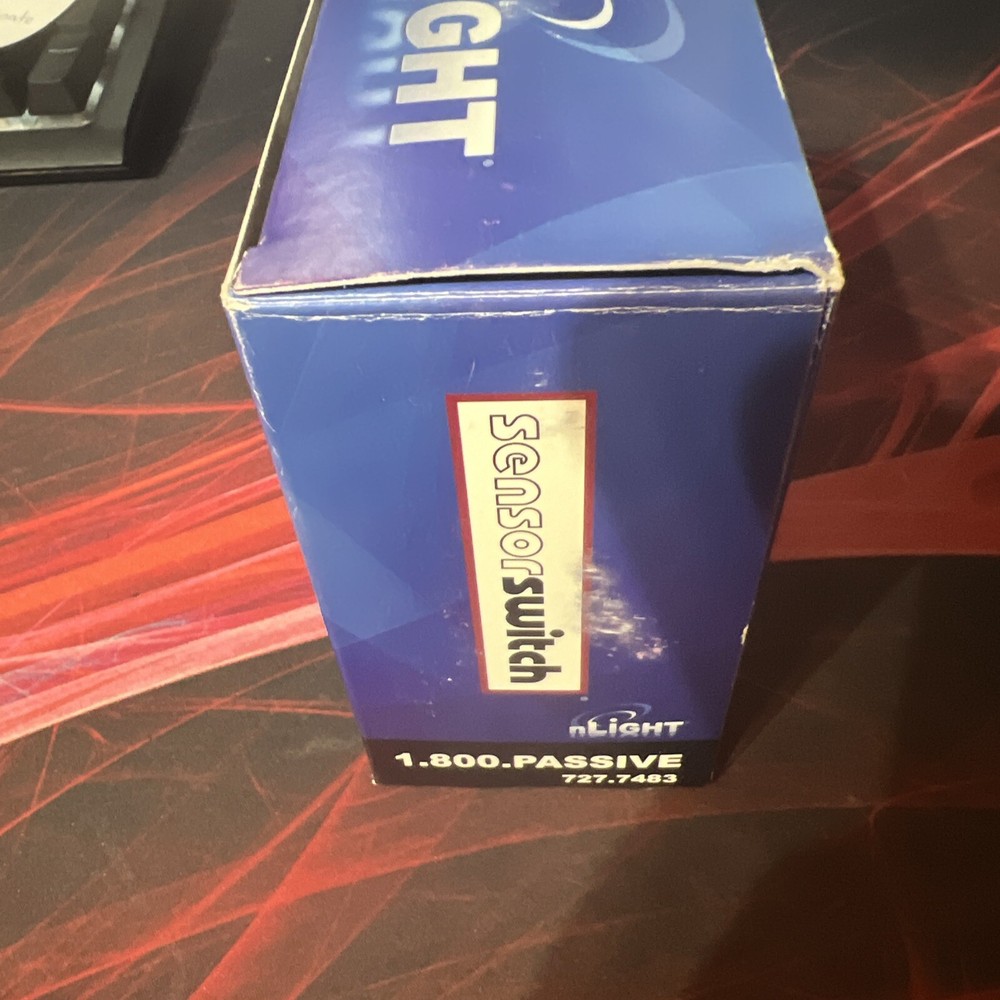 GHT
sensorswitch
nLiGHT
1.800.PASSIVE
727.7483